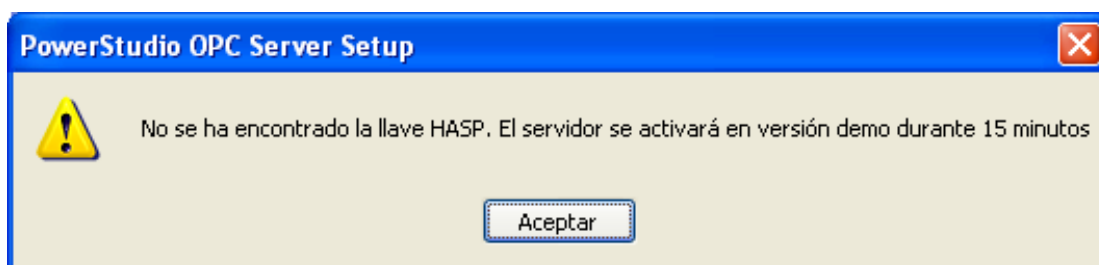 PowerStudio OPC Server Setup
No se ha encontrado la llave HASP. El servidor se activará en versión demo durante 15 minutos
Aceptar